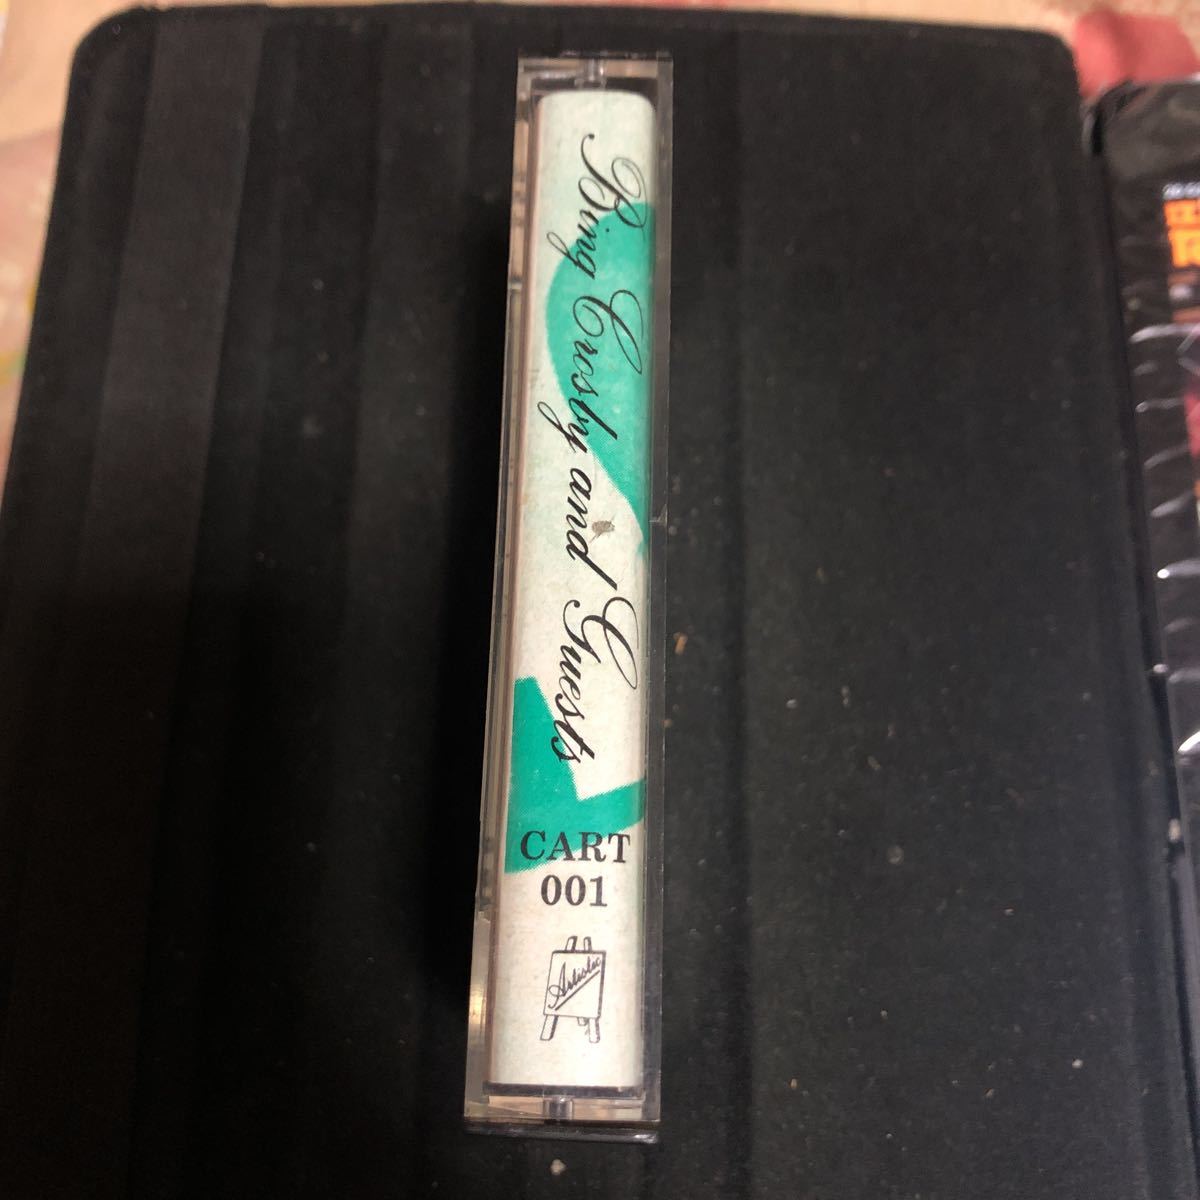 Bing Crosby and Guests
CART
001
Artistic